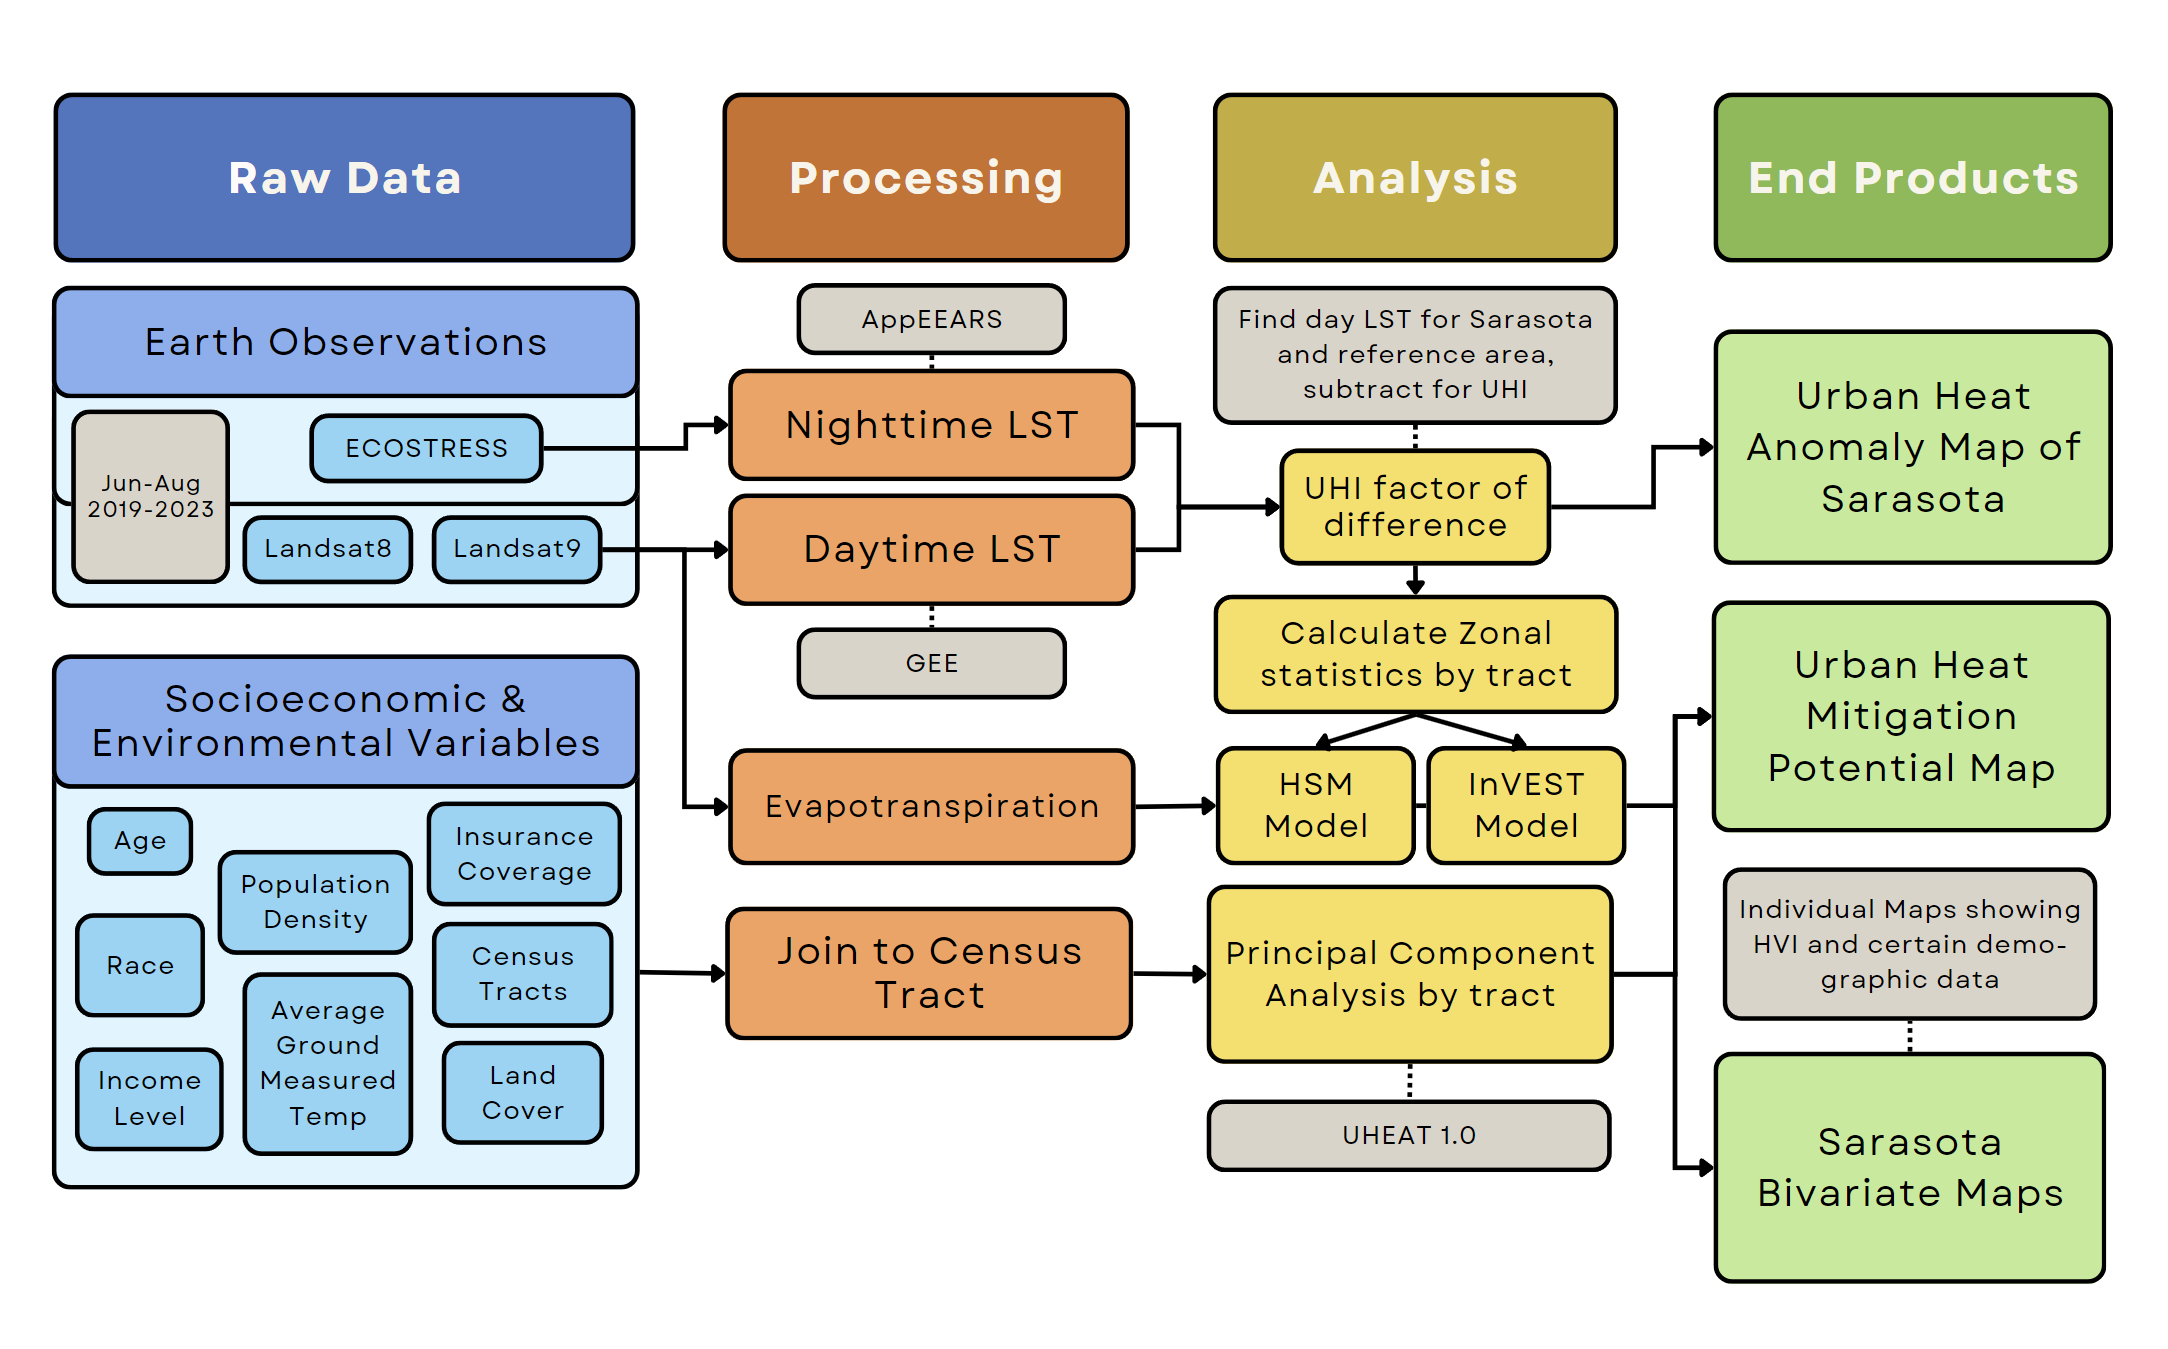 Raw Data
Processing
Analysis
End Products
Earth Observations
Jun-Aug
2019-2023
ECOSTRESS
Landsat8
Landsat9
Socioeconomic &
Environmental Variables
Age
Population
Density
Insurance
Coverage
Race
Census
Tracts
Average
Ground
Measured
Temp
Income
Level
Land
Cover
AppEEARS
Nighttime LST
Daytime LST
GEE
Evapotranspiration
Join to Census
Tract
Find day LST for Sarasota
and reference area,
subtract for UHI
UHI factor of
difference
Calculate Zonal
statistics by tract
HSM
Model
InVEST
Model
Principal Component
Analysis by tract
UHEAT 1.0
Urban Heat
Anomaly Map of
Sarasota
Urban Heat
Mitigation
Potential Map
Individual Maps showing
HVI and certain demo-
graphic data
Sarasota
Bivariate Maps